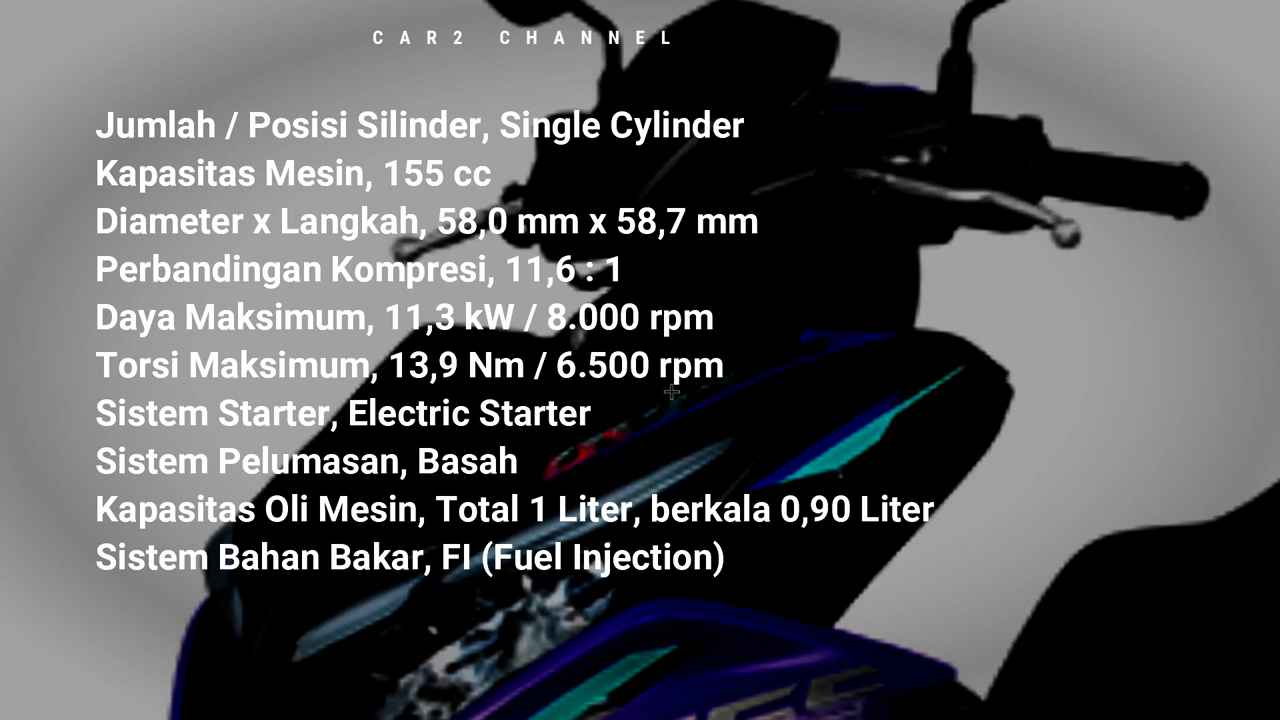 CAR2 CHANNEL
Jumlah / Posisi Silinder, Single Cylinder
Kapasitas Mesin, 155 cc
Diameter x Langkah, 58,0 mm x 58,7 mm
Perbandingan Kompresi, 11,6 : 1
Daya Maksimum, 11,3 kW / 8.000 rpm
Torsi Maksimum, 13,9 Nm / 6.500 rpm
Sistem Starter, Electric Starter
Sistem Pelumasan, Basah
Kapasitas Oli Mesin, Total 1 Liter, berkala 0,90 Liter
Sistem Bahan Bakar, FI (Fuel Injection)